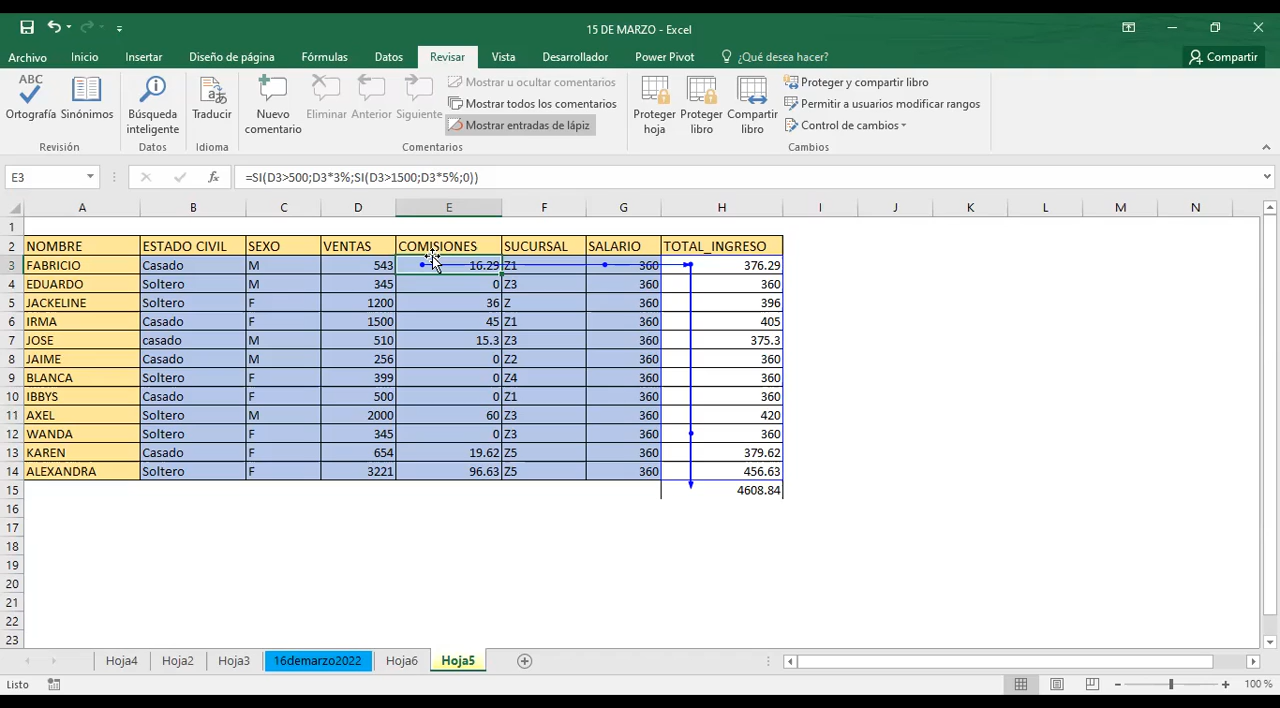 15 DE MARZO - Excel
Archivo Inicio Insertar Diseño de página Fórmulas Datos Revisar Vista Desarrollador Power Pivot ¿Qué desea hacer? Compartir
ABC Ortografía Sinónimos
Revisión
Búsqueda inteligente
Datos
Traducir
Idioma
Nuevo comentario Eliminar Anterior Siguiente
Mostrar u ocultar comentarios
Mostrar todos los comentarios
Mostrar entradas de lápiz
Comentarios
Proteger hoja Proteger libro Compartir libro
Proteger y compartir libro
Permitir a usuarios modificar rangos
Control de cambios
Cambios
E3 fx =SI(D3>500;D3*3%;SI(D3>1500;D3*5%;0))
A B C D E F G H I J K L M N
1
2 NOMBRE ESTADO CIVIL SEXO VENTAS COMISIONES SUCURSAL SALARIO TOTAL_INGRESO
3 FABRICIO Casado M 543 16.29 Z1 360 376.29
4 EDUARDO Soltero M 345 0 Z3 360 360
5 JACKELINE Soltero F 1200 36 Z 360 396
6 IRMA Casado F 1500 45 Z1 360 405
7 JOSE casado M 510 15.3 Z3 360 375.3
8 JAIME Casado M 256 0 Z2 360 360
9 BLANCA Soltero F 399 0 Z4 360 360
10 IBBYS Casado F 500 0 Z1 360 360
11 AXEL Soltero M 2000 60 Z3 360 420
12 WANDA Soltero F 345 0 Z3 360 360
13 KAREN Casado F 654 19.62 Z5 360 379.62
14 ALEXANDRA Soltero F 3221 96.63 Z5 360 456.63
15 4608.84
16
17
18
19
20
21
22
23
Hoja4 Hoja2 Hoja3 16demarzo2022 Hoja6 Hoja5
Listo 100 %